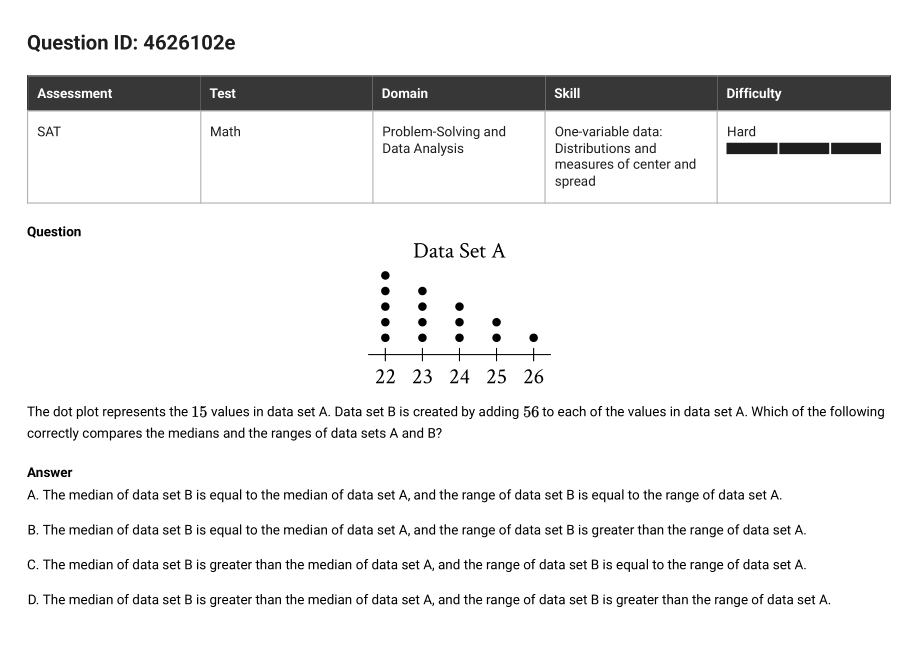 Question ID: 4626102e
Assessment Test Domain Skill Difficulty
SAT Math Problem-Solving and Data Analysis One-variable data: Distributions and measures of center and spread Hard
Question
Data Set A
22 23 24 25 26
The dot plot represents the 15 values in data set A. Data set B is created by adding 56 to each of the values in data set A. Which of the following
correctly compares the medians and the ranges of data sets A and B?
Answer
A. The median of data set B is equal to the median of data set A, and the range of data set B is equal to the range of data set A.
B. The median of data set B is equal to the median of data set A, and the range of data set B is greater than the range of data set A.
C. The median of data set B is greater than the median of data set A, and the range of data set B is equal to the range of data set A.
D. The median of data set B is greater than the median of data set A, and the range of data set B is greater than the range of data set A.